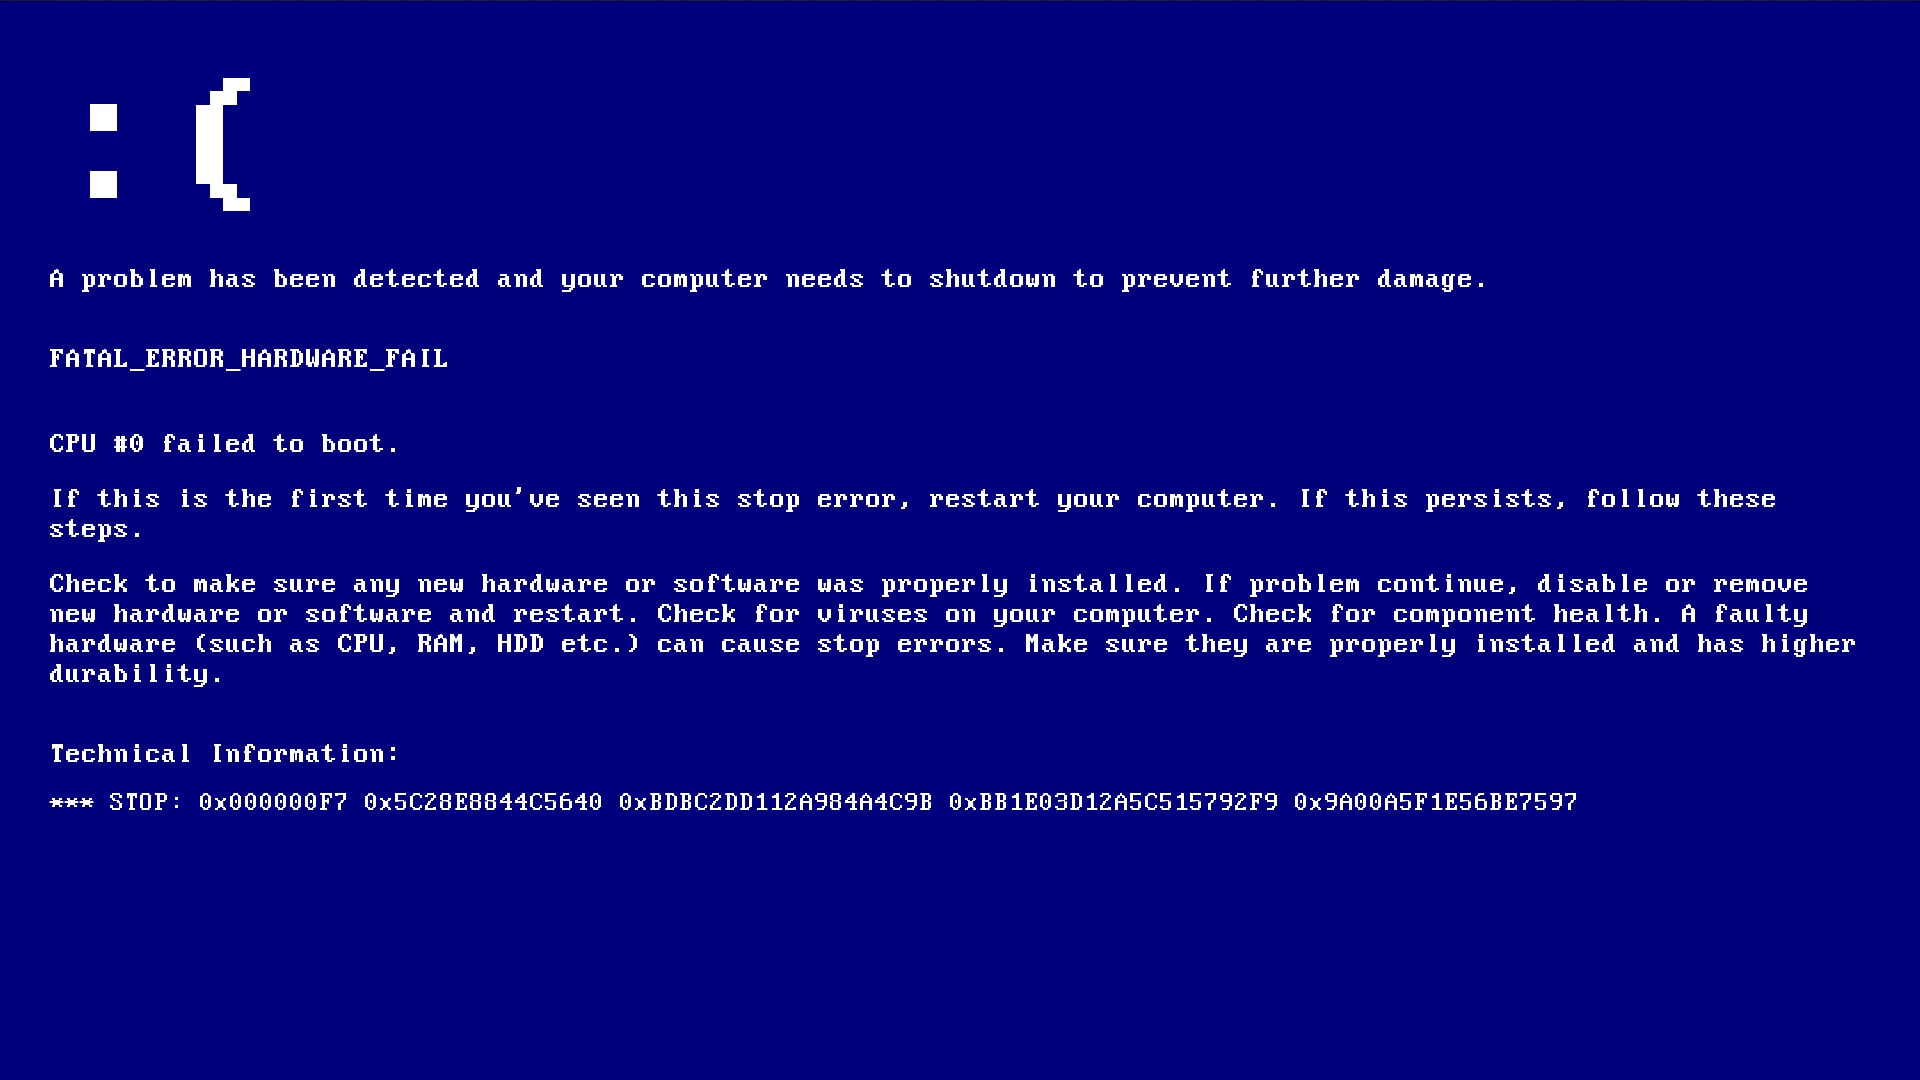 :(
A problem has been detected and your computer needs to shutdown to prevent further damage.
FATAL_ERROR_HARDWARE_FAIL
CPU #0 failed to boot.
If this is the first time you've seen this stop error, restart your computer. If this persists, follow these
steps.
Check to make sure any new hardware or software was properly installed. If problem continue, disable or remove
new hardware or software and restart. Check for viruses on your computer. Check for component health. A faulty
hardware (such as CPU, RAM, HDD etc.) can cause stop errors. Make sure they are properly installed and has higher
durability.
Technical Information:
*** STOP: 0x000000F7 0x5C28E8844C5640 0xBDBC2DD112A984A4C9B 0xBB1E03D12A5C515792F9 0x9A00A5F1E56BE7597